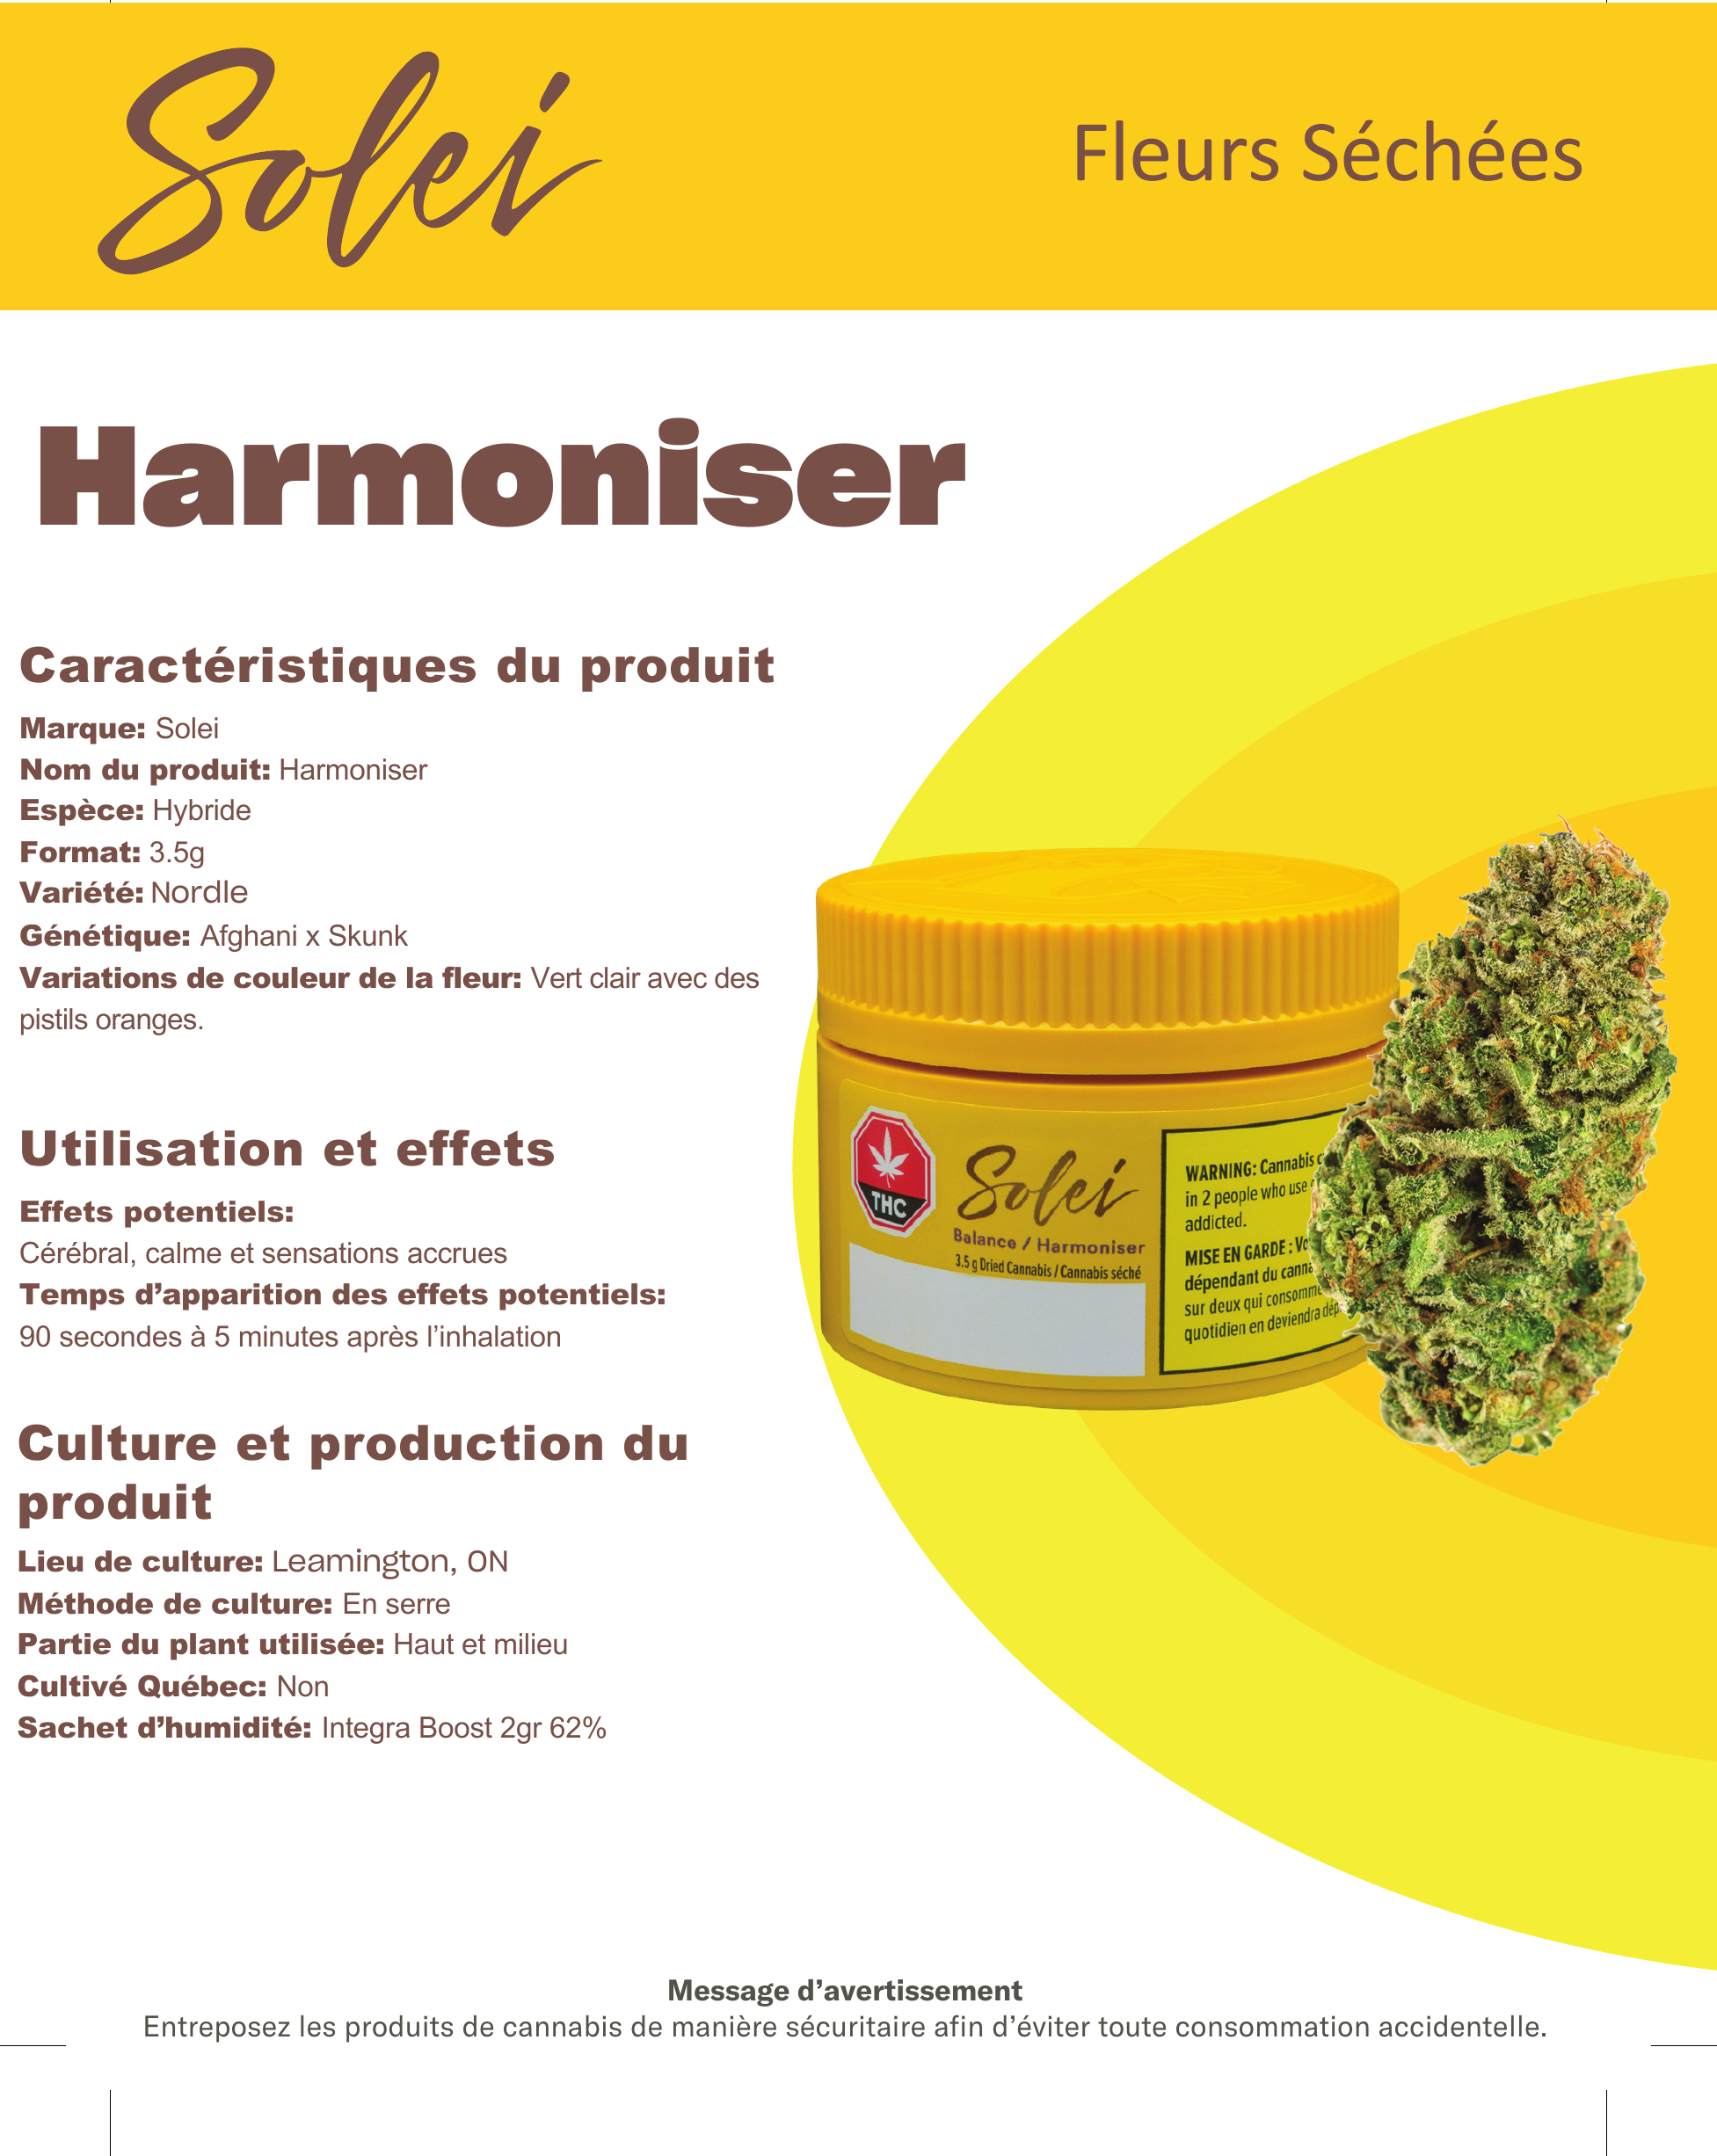 Solei
Fleurs Séchées
Harmoniser
Caractéristiques du produit
Marque: Solei
Nom du produit: Harmoniser
Espèce: Hybride
Format: 3.5g
Variété: Nordle
Génétique: Afghani x Skunk
Variations de couleur de la fleur: Vert clair avec des
pistils oranges.
Utilisation et effets
Effets potentiels:
Cérébral, calme et sensations accrues
Temps d’apparition des effets potentiels:
90 secondes à 5 minutes après l’inhalation
Culture et production du
produit
Lieu de culture: Leamington, ON
Méthode de culture: En serre
Partie du plant utilisée: Haut et milieu
Cultivé Québec: Non
Sachet d’humidité: Integra Boost 2gr 62%
THC
Solei
Balance / Harmoniser
3.5 g Dried Cannabis / Cannabis séché
WARNING: Cannabis
in 2 people who use
addicted.
MISE EN GARDE :
dépendant du
sur deux qui
quotidien en deviendra
Message d’avertissement
Entreposez les produits de cannabis de manière sécuritaire afin d’éviter toute consommation accidentelle.